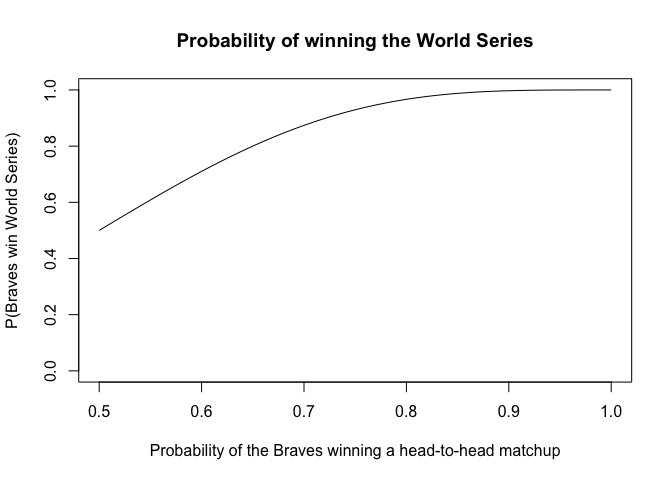 Probability of winning the World Series
P(Braves win World Series)
1.0
0.8
0.6
0.4
0.2
0.0
0.5 0.6 0.7 0.8 0.9 1.0
Probability of the Braves winning a head-to-head matchup